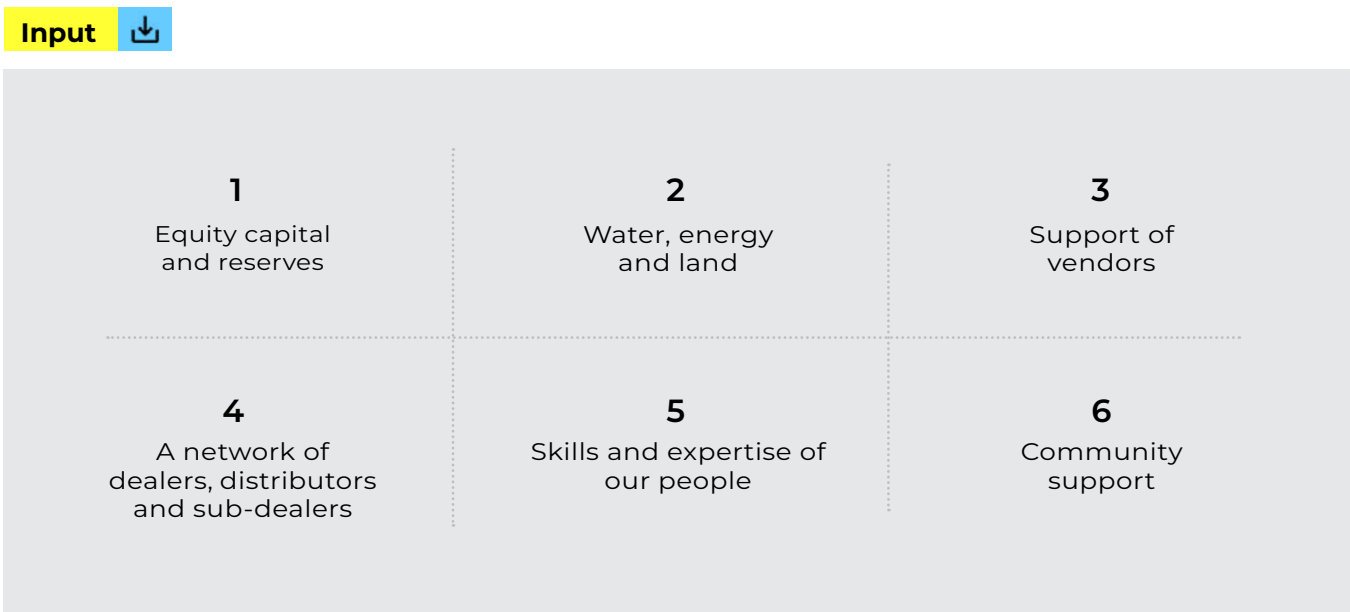 Input
1
Equity capital
and reserves
2
Water, energy
and land
3
Support of
vendors
4
A network of
dealers, distributors
and sub-dealers
5
Skills and expertise of
our people
6
Community
support